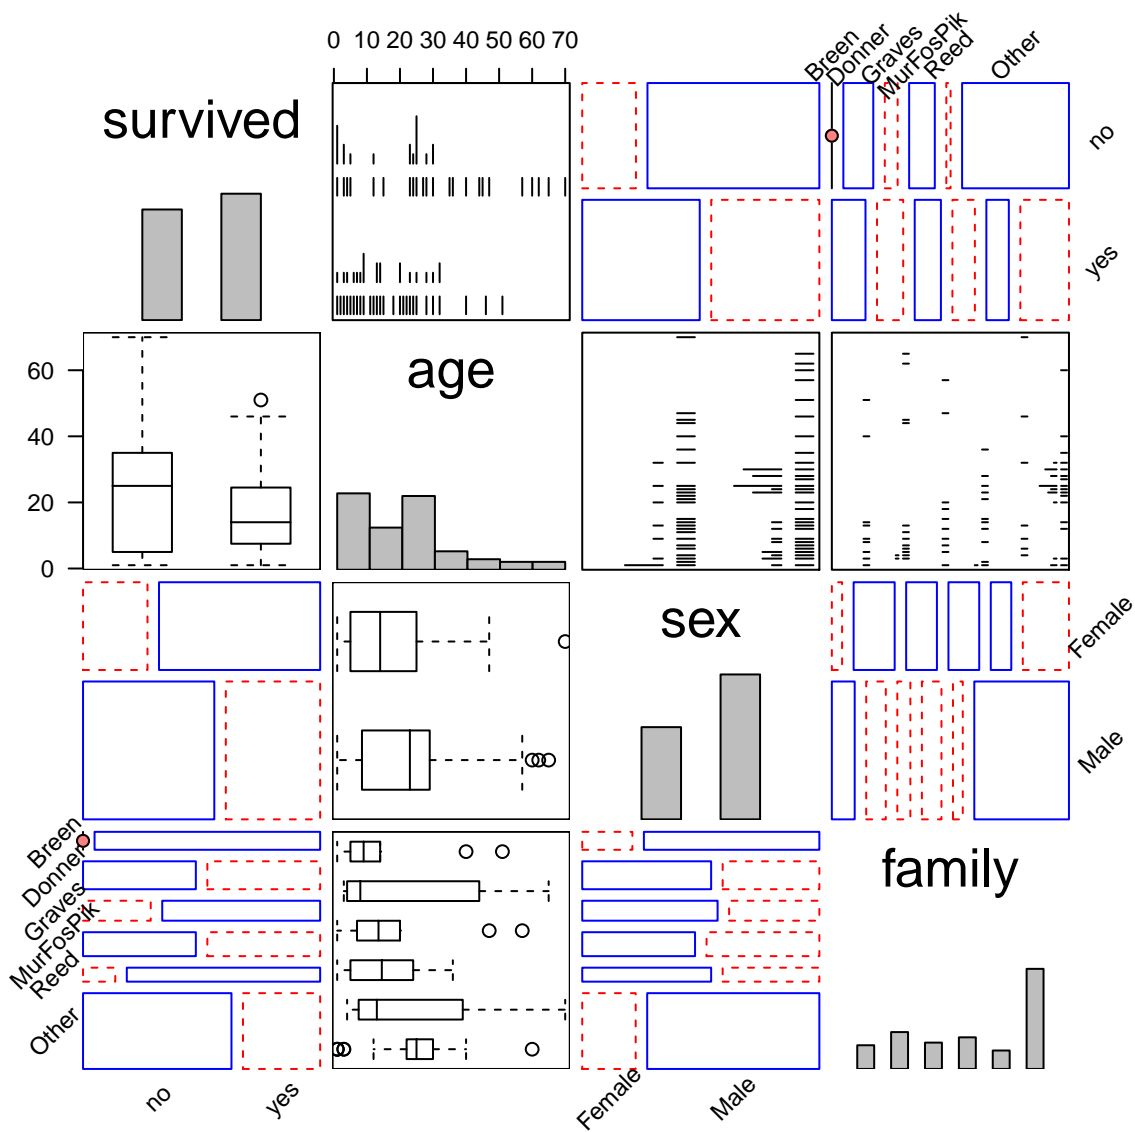 0 10 20 30 40 50 60 70
Breen
Donner
Graves
MurFosPik
Reed
Other
survived
no
yes
age
60
40
20
0
sex
Female
Male
family
Breen
Donner
Graves
MurFosPik
Reed
Other
no
yes
Female
Male